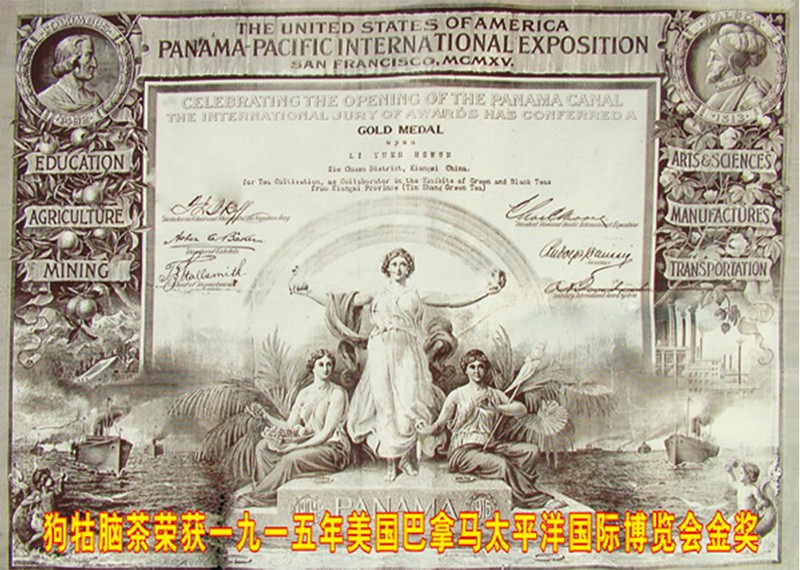 THE UNITED STATES OF AMERICA
PANAMA-PACIFIC INTERNATIONAL EXPOSITION
SAN FRANCISCO, MCMXV.
CELEBRATING THE OPENING OF THE PANAMA CANAL
THE INTERNATIONAL JURY OF AWARDS HAS CONFERRED A
GOLD MEDAL
upon
LI YUEN HSWUN
Kiangsi China.
for Tea Cultivation, as Collaborator in the Exhibits of Green and Black Teas
from Kiangsi Province (Tin Shang Green Tea)
EDUCATION
AGRICULTURE
MINING
ARTS & SCIENCES
MANUFACTURES
TRANSPORTATION
PANAMA
狗牯脑茶荣获一九一五年美国巴拿马太平洋国际博览会金奖